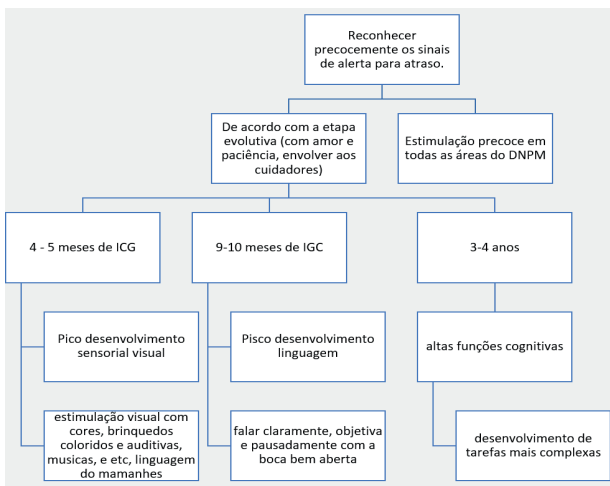 Reconhecer
precocemente os sinais
de alerta para atraso.
De acordo com a etapa
evolutiva (com amor e
paciência, envolver aos
cuidadores)
Estimulação precoce em
todas as áreas do DNPM
4 - 5 meses de ICG
9-10 meses de IGC
3-4 anos
Pico desenvolvimento
sensorial visual
Pisco desenvolvimento
linguagem
altas funções cognitivas
estimulação visual com
cores, brinquedos
coloridos e auditivas,
musicas, e etc, linguagem
do mamanhes
falar claramente, objetiva
e pausadamente com a
boca bem aberta
desenvolvimento de
tarefas mais complexas